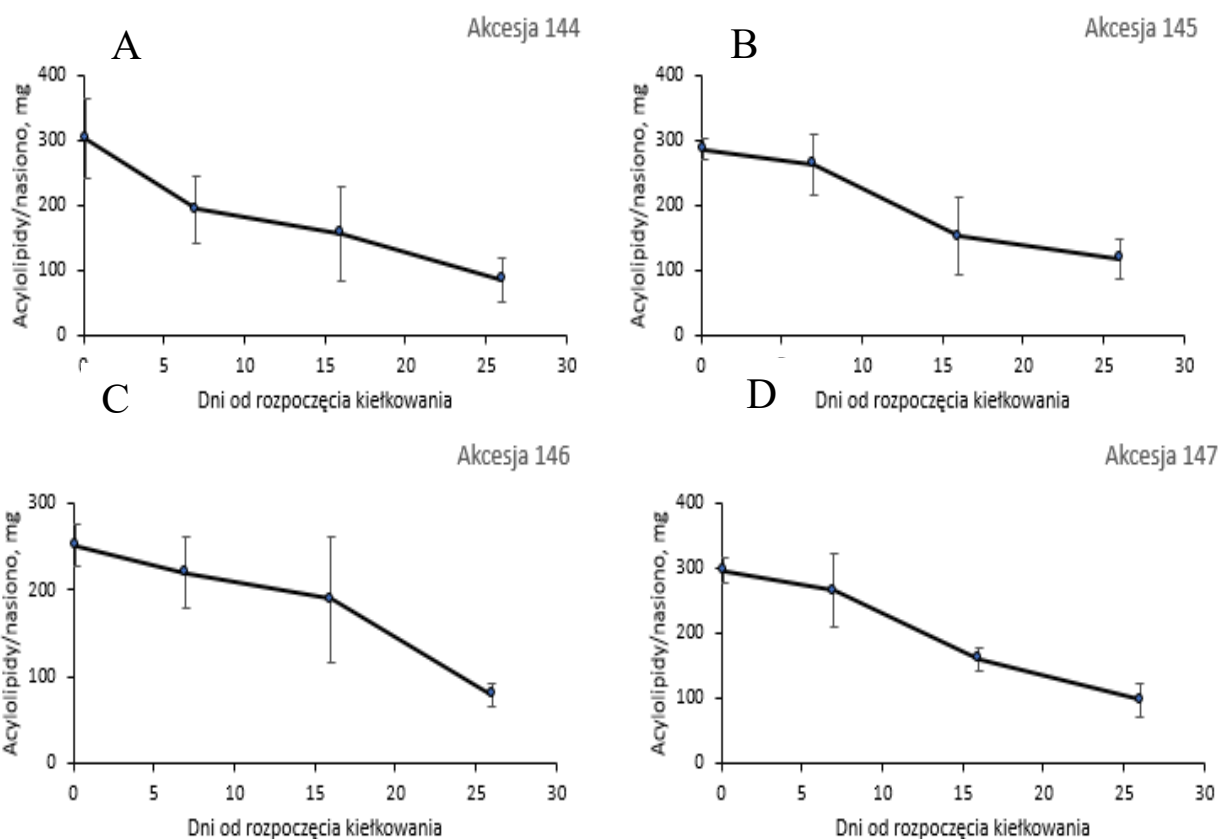 A
Akcesja 144
Acylolipidy/nasiono, mg
400
300
200
100
0
5 10 15 20 25 30
Dni od rozpoczęcia kiełkowania
B
Akcesja 145
Acylolipidy/nasiono, mg
400
300
200
100
0
0 10 15 20 25 30
Dni od rozpoczęcia kiełkowania
C
Akcesja 146
Acylolipidy/nasiono, mg
300
200
100
0
0 5 10 15 20 25 30
Dni od rozpoczęcia kiełkowania
D
Akcesja 147
Acylolipidy/nasiono, mg
400
300
200
100
0
0 5 10 15 20 25 30
Dni od rozpoczęcia kiełkowania